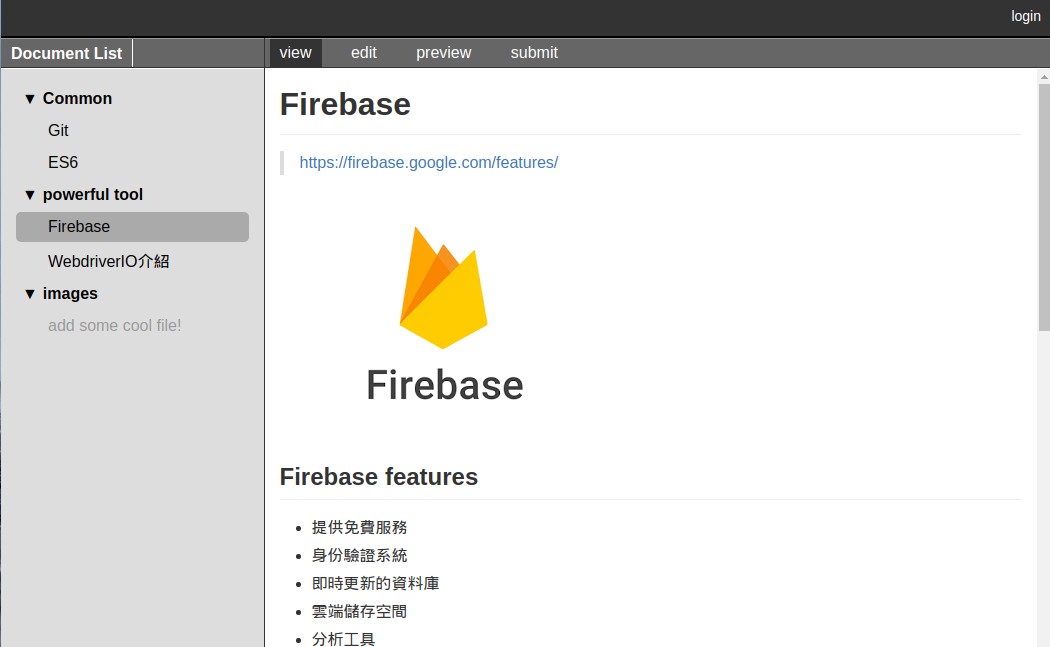 login
Document List
view edit preview submit
▼ Common
Git
ES6
▼ powerful tool
Firebase
WebdriverIO介紹
▼ images
add some cool file!
Firebase
https://firebase.google.com/features/
Firebase
Firebase features
• 提供免費服務
• 身份驗證系統
• 即時更新的資料庫
• 雲端儲存空間
• 分析工具